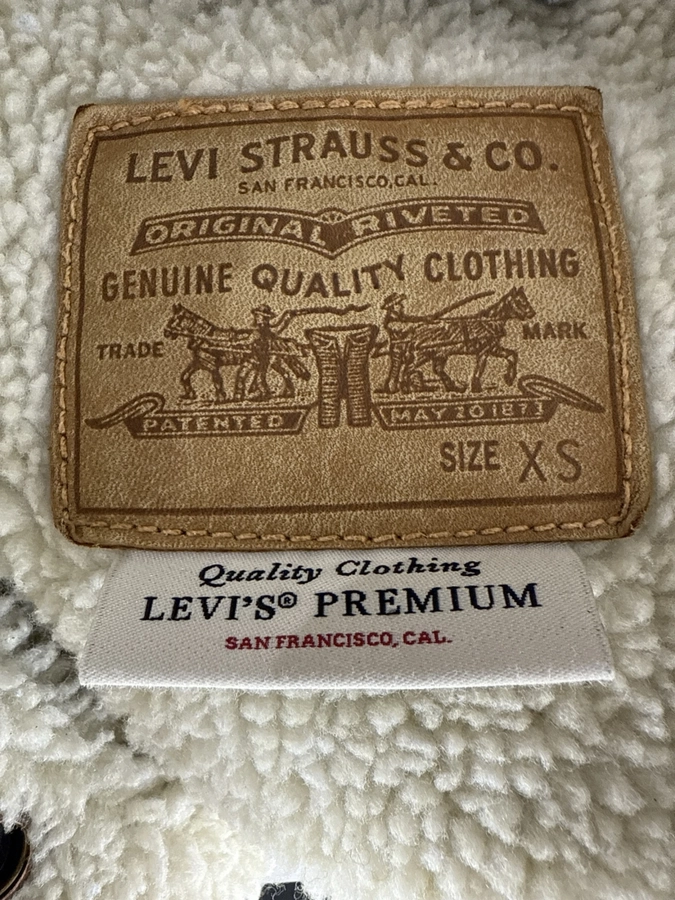 LEVI STRAUSS & CO.
SAN FRANCISCO,CAL.
ORIGINAL RIVETED
GENUINE QUALITY CLOTHING
TRADE MARK
PATENTED MAY 20 1873
SIZE XS
Quality Clothing
LEVI'S® PREMIUM
SAN FRANCISCO, CAL.